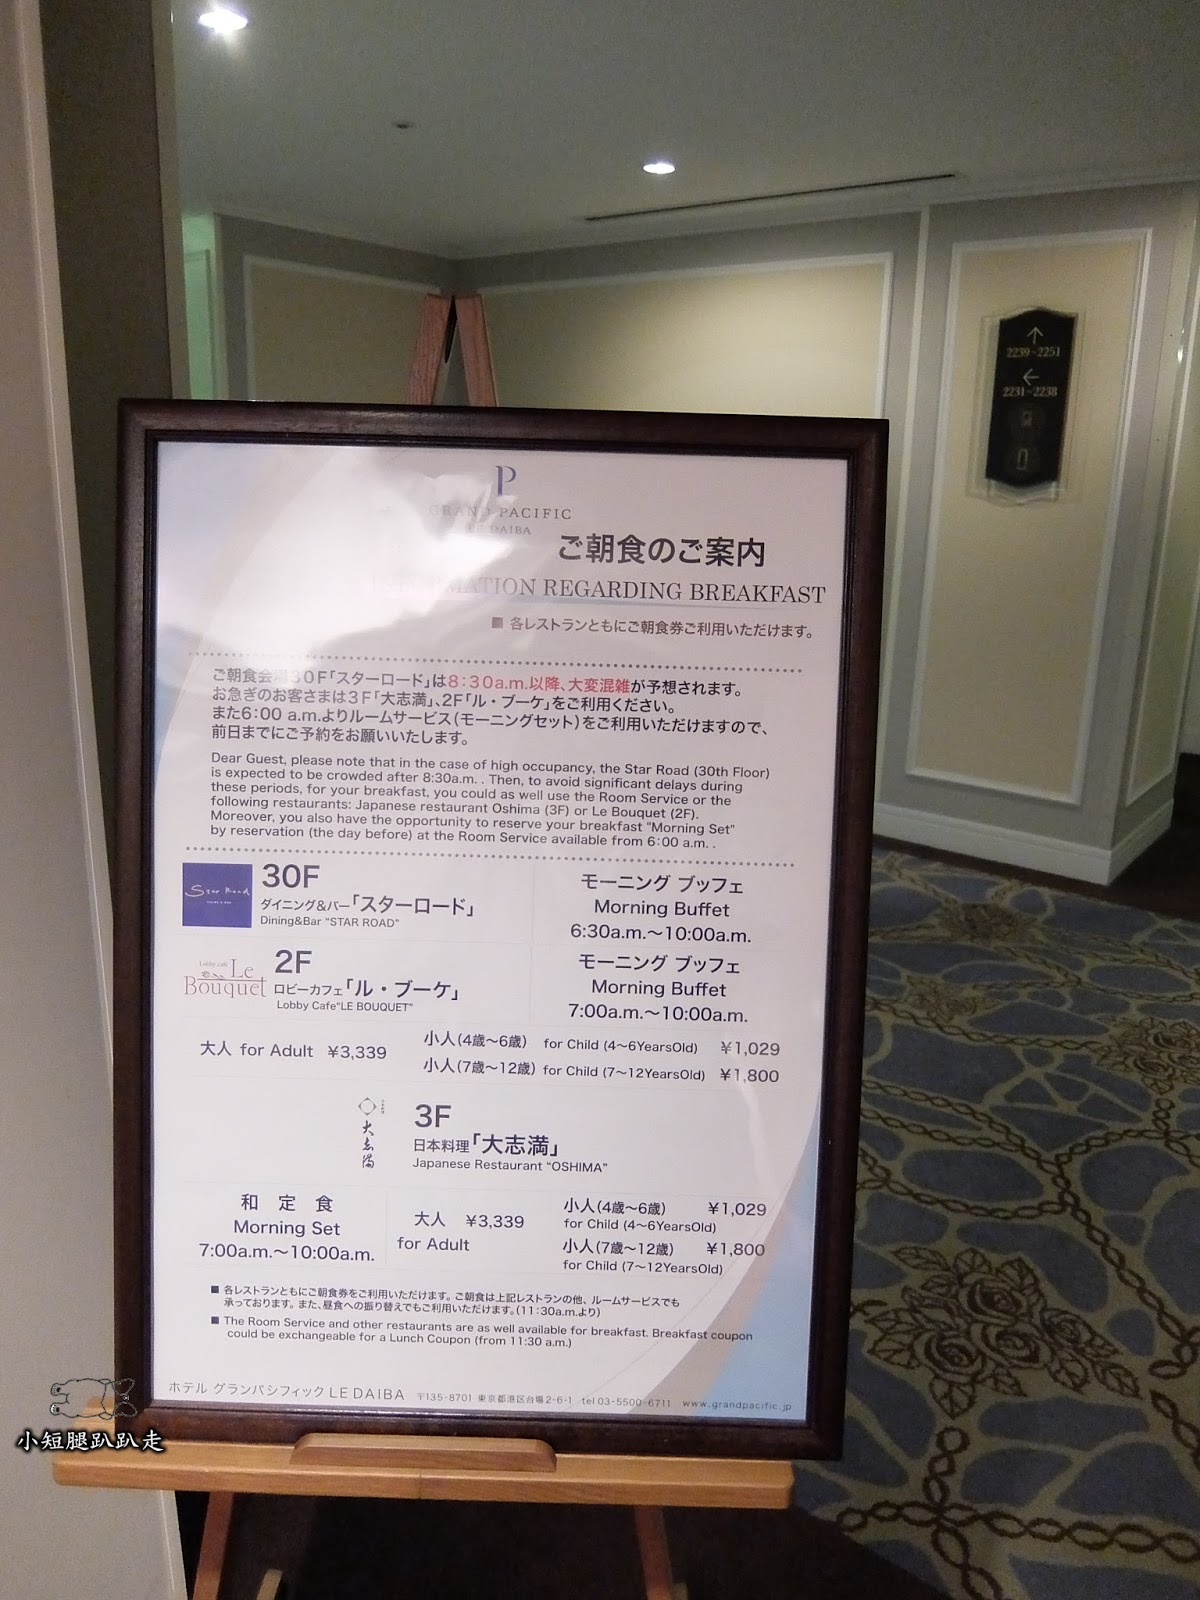 2239~2251
2231~2238
P
GRAND PACIFIC
LE DAIBA
ご朝食のご案内
INFORMATION REGARDING BREAKFAST
■ 各レストランともにご朝食券ご利用いただけます。
ご朝食会場30F「スターロード」は8:30a.m.以降、大変混雑が予想されます。
お急ぎのお客さまは3F「大志満」、2F「ル・ブーケ」をご利用ください。
また6:00 a.m.よりルームサービス(モーニングセット)をご利用いただけますので、
前日までにご予約をお願いいたします。
Dear Guest, please note that in the case of high occupancy, the Star Road (30th Floor)
is expected to be crowded after 8:30a.m. . Then, to avoid significant delays during
these periods, for your breakfast, you could as well use the Room Service or the
following restaurants: Japanese restaurant Oshima (3F) or Le Bouquet (2F).
Moreover, you also have the opportunity to reserve your breakfast "Morning Set"
by reservation (the day before) at the Room Service available from 6:00 a.m. .
Star Road
DINING & BAR
30F
ダイニング&バー「スターロード」
Dining&Bar "STAR ROAD"
モーニング ブッフェ
Morning Buffet
6:30a.m.~10:00a.m.
Lobby café
Le
Bouquet
2F
ロビーカフェ「ル・ブーケ」
Lobby Cafe"LE BOUQUET"
モーニング ブッフェ
Morning Buffet
7:00a.m.~10:00a.m.
大人 for Adult ¥3,339
小人(4歳~6歳) for Child (4~6YearsOld) ¥1,029
小人(7歳~12歳) for Child (7~12YearsOld) ¥1,800
大志満
3F
日本料理「大志満」
Japanese Restaurant "OSHIMA"
和 定 食
Morning Set
7:00a.m.~10:00a.m.
大人 ¥3,339
for Adult
小人(4歳~6歳) ¥1,029
for Child (4~6YearsOld)
小人(7歳~12歳) ¥1,800
for Child (7~12YearsOld)
■ 各レストランともにご朝食券をご利用いただけます。ご朝食は上記レストランの他、ルームサービスでも
承っております。また、昼食への振り替えでもご利用いただけます。(11:30a.m.より)
■ The Room Service and other restaurants are as well available for breakfast. Breakfast coupon
could be exchangeable for a Lunch Coupon (from 11:30 a.m.)
ホテル グランパシフィック LE DAIBA 〒135-8701 東京都港区台場2-6-1 tel 03-5500-6711 www.grandpacific.jp
小短腿趴趴走